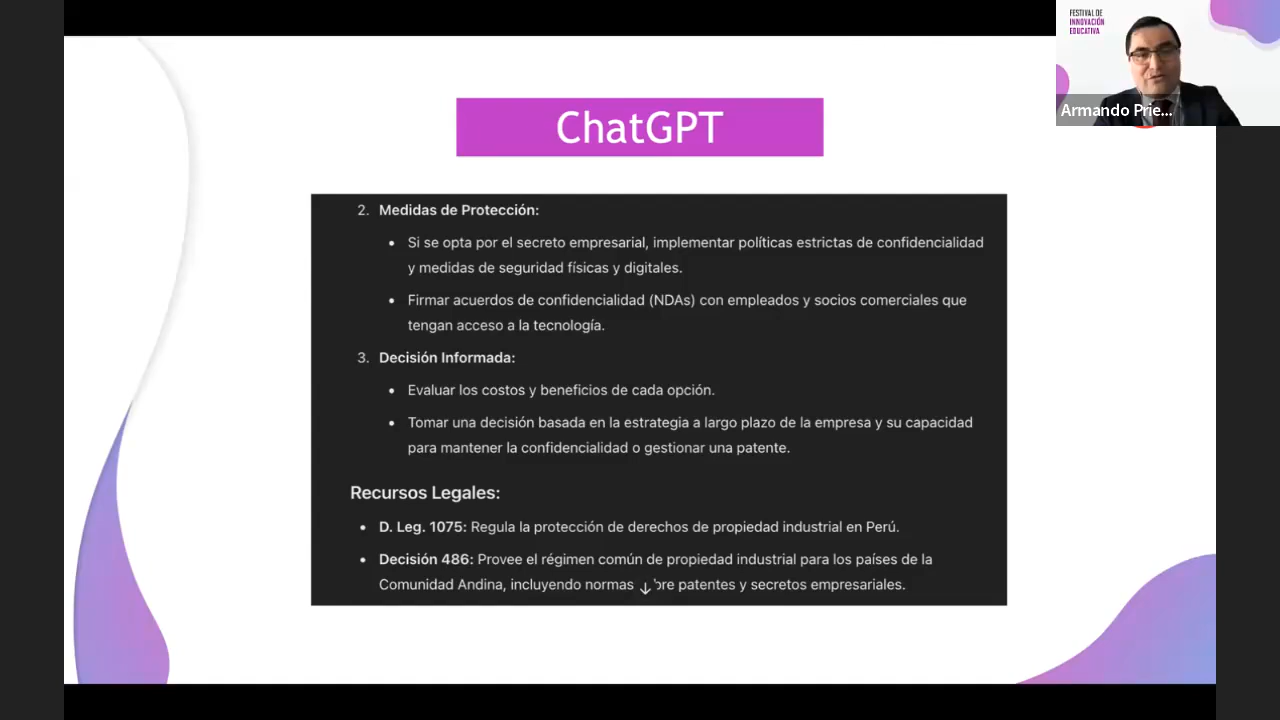 FESTIVAL DE
INNOVACIÓN
EDUCATIVA
Armando Prie...
ChatGPT
2. Medidas de Protección:
• Si se opta por el secreto empresarial, implementar políticas estrictas de confidencialidad
y medidas de seguridad físicas y digitales.
• Firmar acuerdos de confidencialidad (NDAs) con empleados y socios comerciales que
tengan acceso a la tecnología.
3. Decisión Informada:
• Evaluar los costos y beneficios de cada opción.
• Tomar una decisión basada en la estrategia a largo plazo de la empresa y su capacidad
para mantener la confidencialidad o gestionar una patente.
Recursos Legales:
• D. Leg. 1075: Regula la protección de derechos de propiedad industrial en Perú.
• Decisión 486: Provee el régimen común de propiedad industrial para los países de la
Comunidad Andina, incluyendo normas patentes y secretos empresariales.